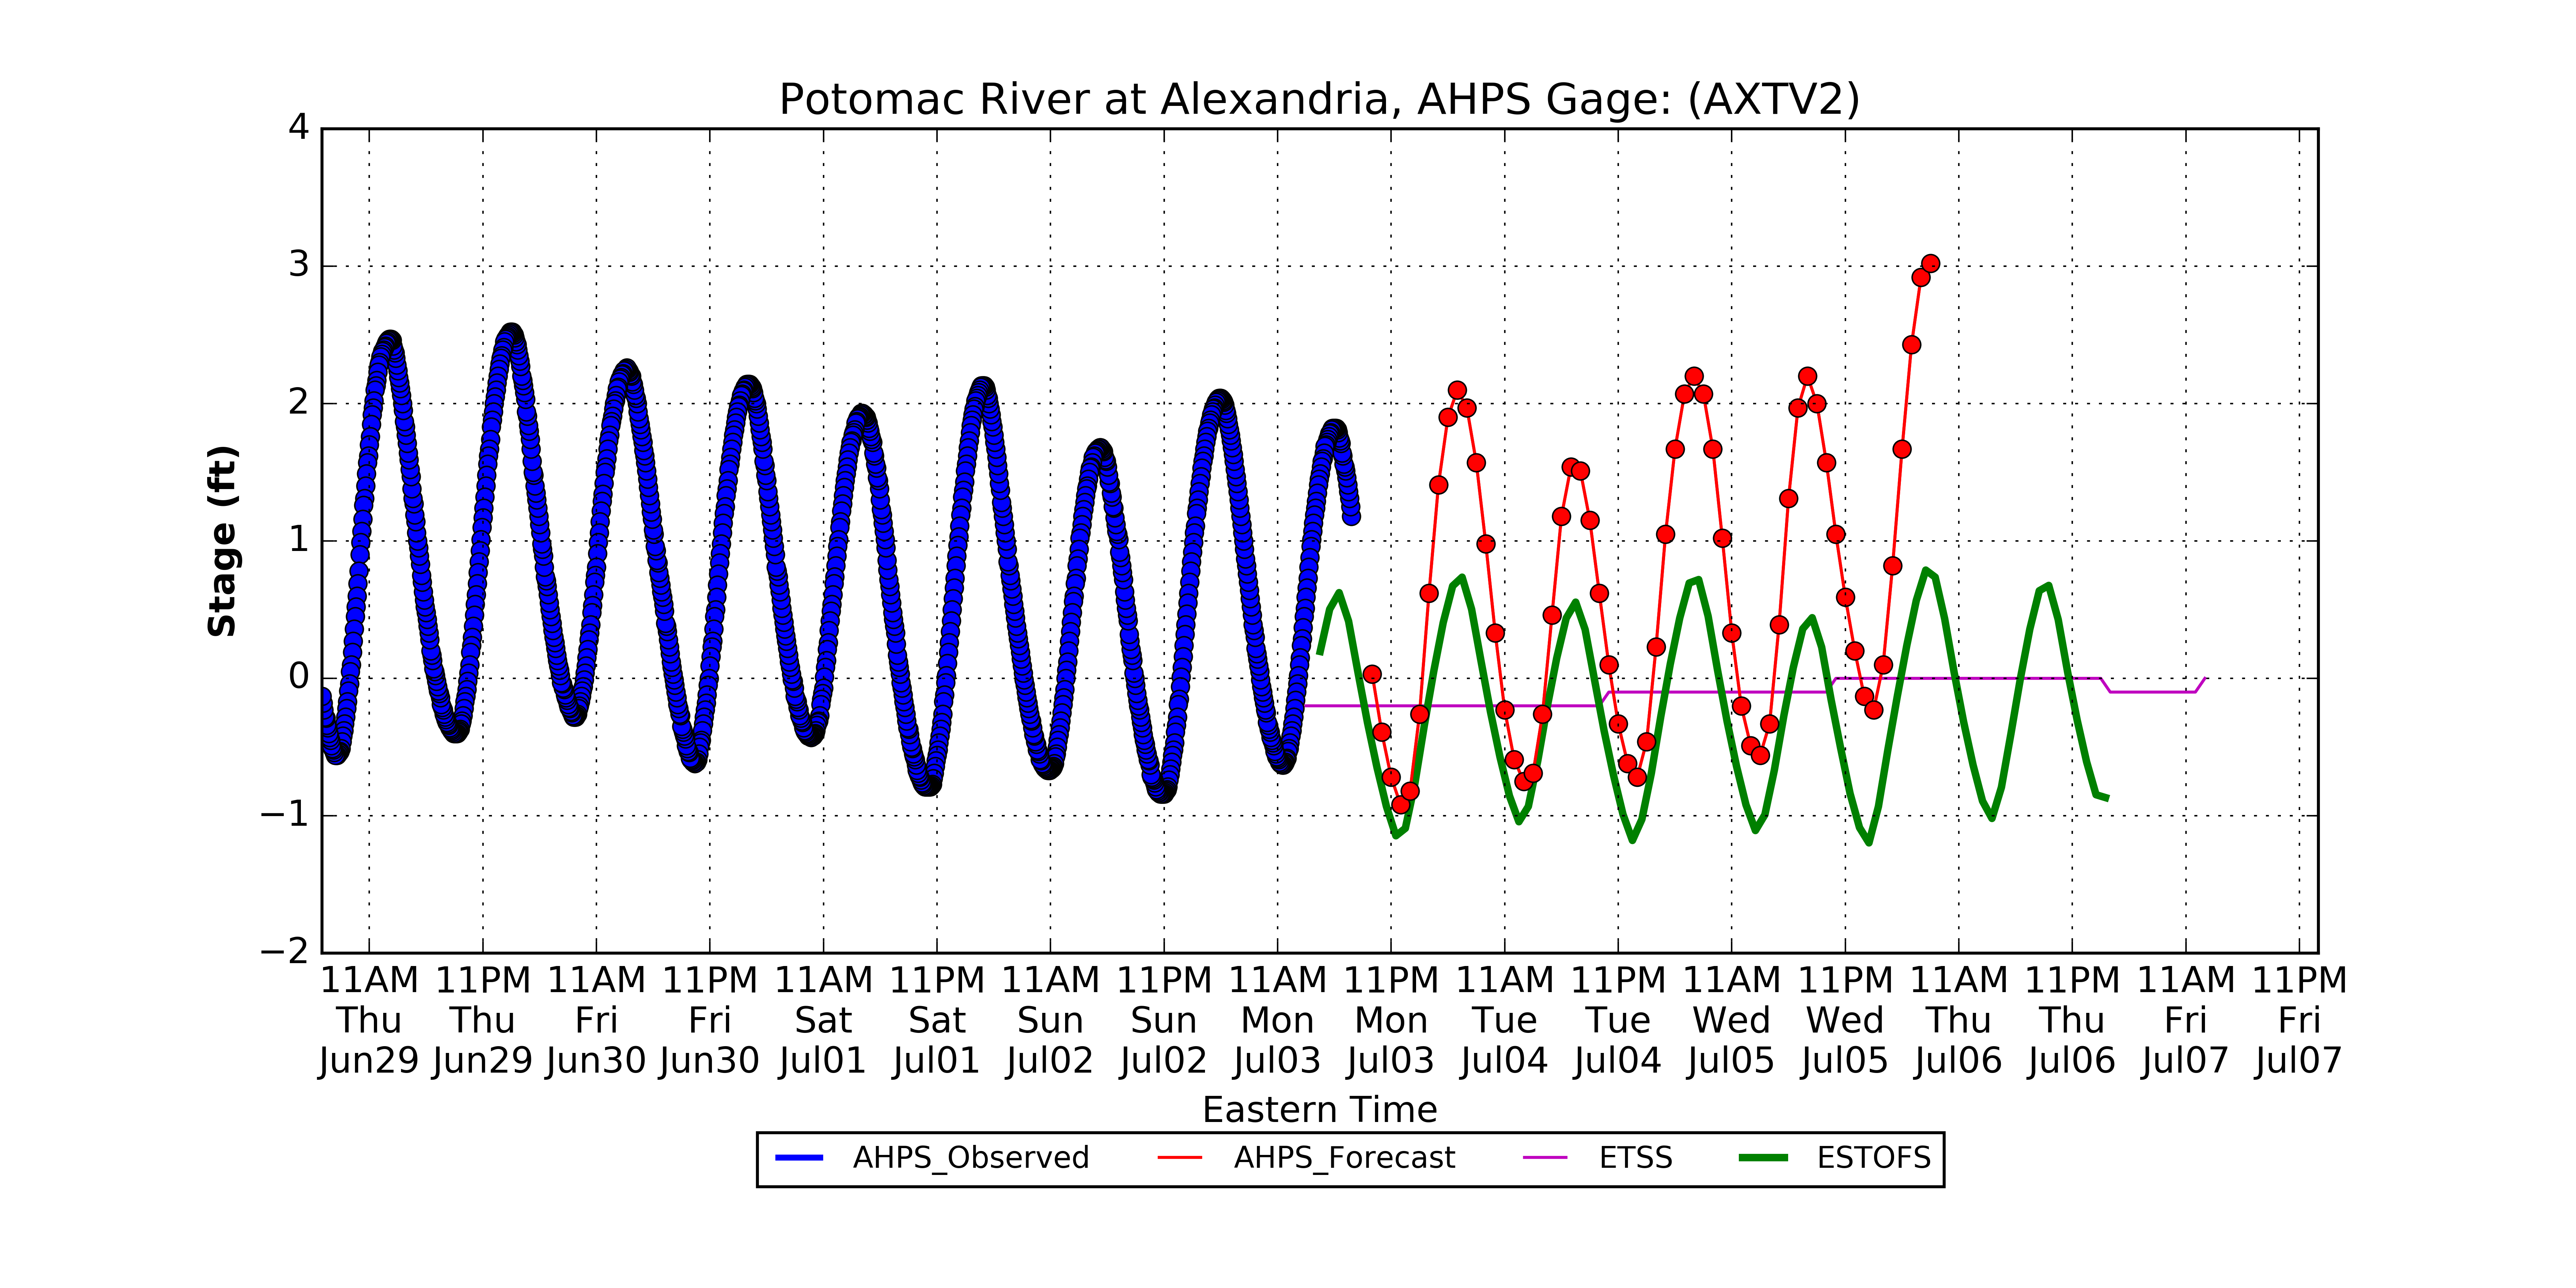 Potomac River at Alexandria, AHPS Gage: (AXTV2)
4
3
2
1
0
−1
−2
Stage (ft)
11AM 11PM 11AM 11PM 11AM 11PM 11AM 11PM 11AM 11PM 11AM 11PM 11AM 11PM 11AM 11PM 11AM 11PM
Thu Thu Fri Fri Sat Sat Sun Sun Mon Mon Tue Tue Wed Wed Thu Thu Fri Fri
Jun29 Jun29 Jun30 Jun30 Jul01 Jul01 Jul02 Jul02 Jul03 Jul03 Jul04 Jul04 Jul05 Jul05 Jul06 Jul06 Jul07 Jul07
Eastern Time
AHPS_Observed AHPS_Forecast ETSS ESTOFS